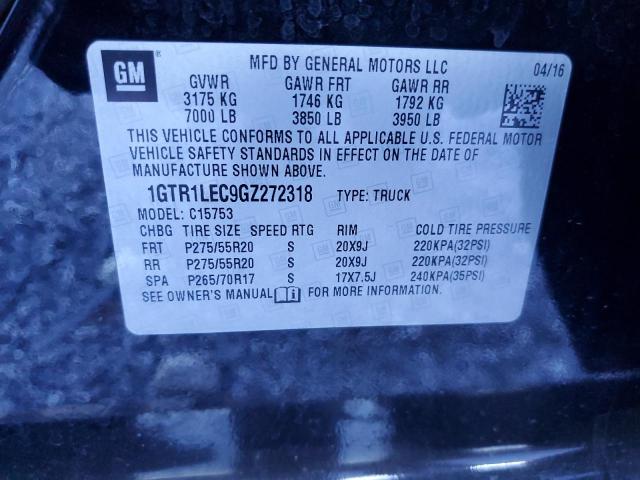 GM ®
MFD BY GENERAL MOTORS LLC 04/16
GVWR GAWR FRT GAWR RR
3175 KG 1746 KG 1792 KG
7000 LB 3850 LB 3950 LB
THIS VEHICLE CONFORMS TO ALL APPLICABLE U.S. FEDERAL MOTOR
VEHICLE SAFETY STANDARDS IN EFFECT ON THE DATE OF
MANUFACTURE SHOWN ABOVE.
1GTR1LEC9GZ272318 TYPE: TRUCK
MODEL: C15753
CHBG TIRE SIZE SPEED RTG RIM COLD TIRE PRESSURE
FRT P275/55R20 S 20X9J 220KPA(32PSI)
RR P275/55R20 S 20X9J 220KPA(32PSI)
SPA P265/70R17 S 17X7.5J 240KPA(35PSI)
SEE OWNER'S MANUAL FOR MORE INFORMATION.